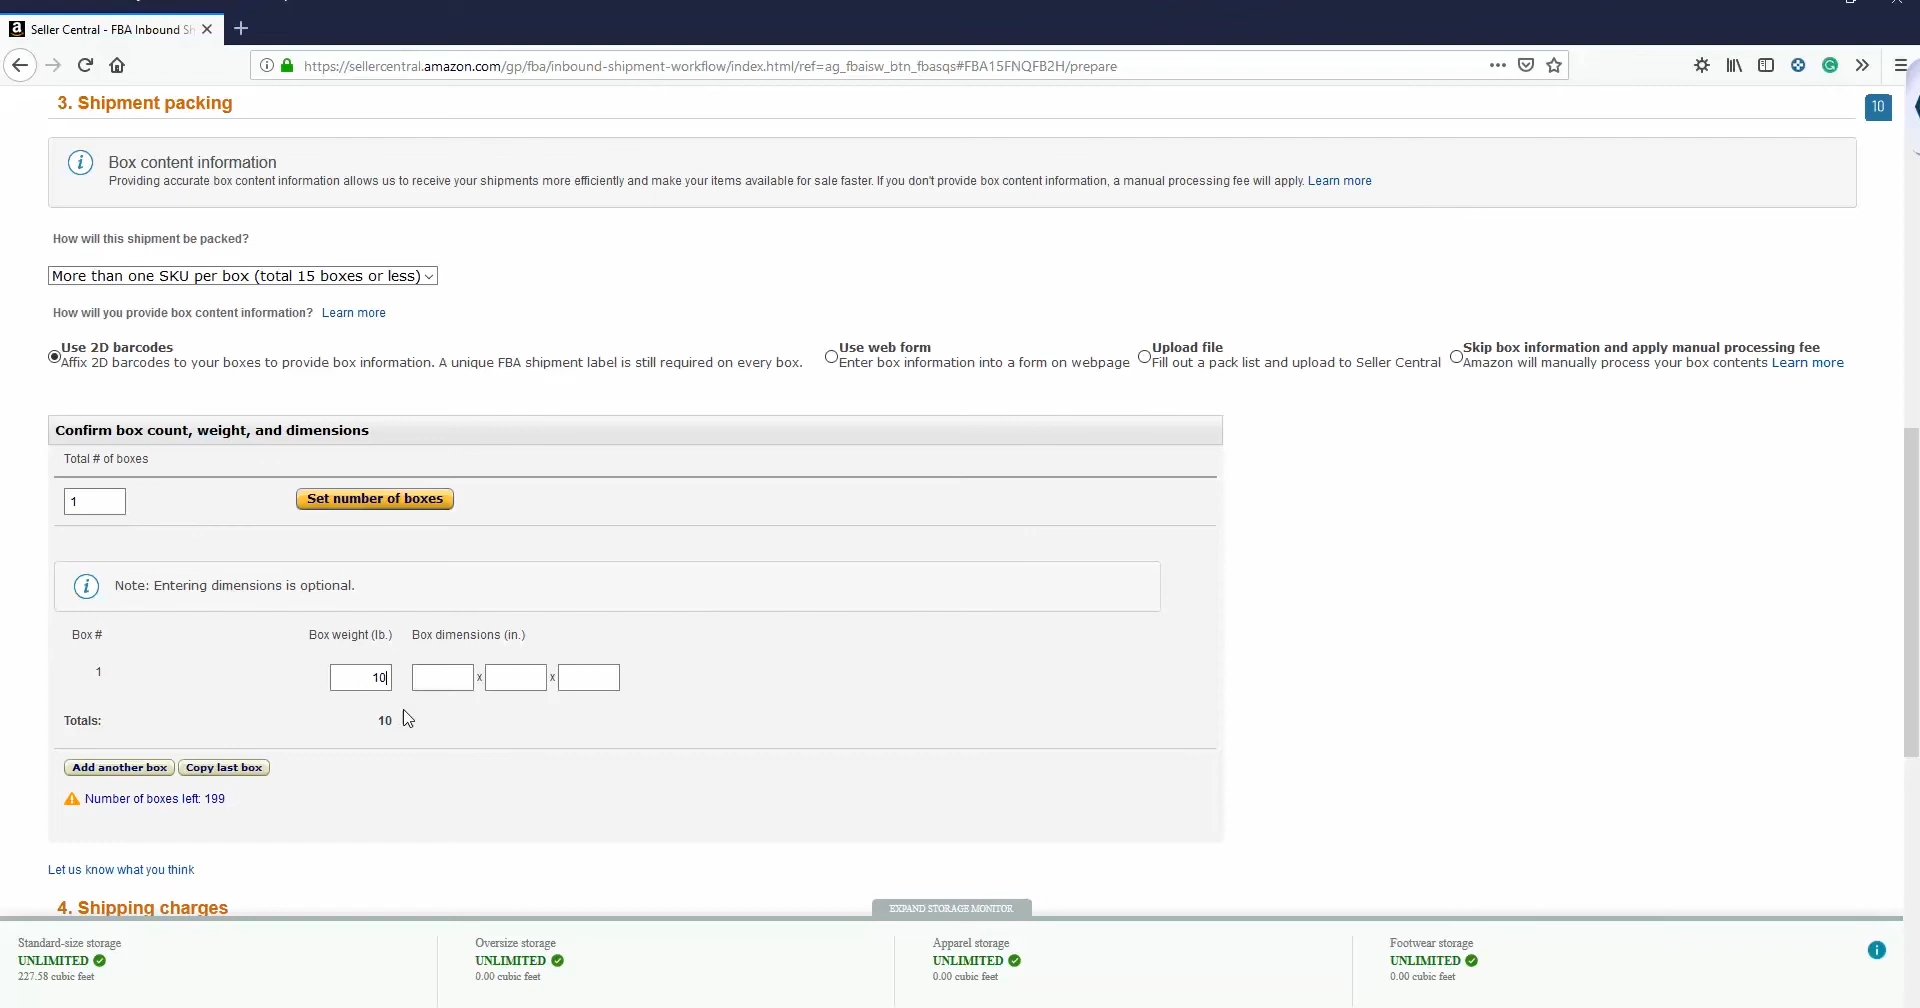 Seller Central - FBA Inbound Sh
https://sellercentral.amazon.com/gp/fba/inbound-shipment-workflow/index.html/ref=ag_fbaisw_btn_fbasqs#FBA15FNQFB2H/prepare
3. Shipment packing
10
Box content information
Providing accurate box content information allows us to receive your shipments more efficiently and make your items available for sale faster. If you don't provide box content information, a manual processing fee will apply. Learn more
How will this shipment be packed?
More than one SKU per box (total 15 boxes or less)
How will you provide box content information? Learn more
Use 2D barcodes
Affix 2D barcodes to your boxes to provide box information. A unique FBA shipment label is still required on every box.
Use web form
Enter box information into a form on webpage
Upload file
Fill out a pack list and upload to Seller Central
Skip box information and apply manual processing fee
Amazon will manually process your box contents Learn more
Confirm box count, weight, and dimensions
Total # of boxes
1 Set number of boxes
Note: Entering dimensions is optional.
Box # Box weight (lb.) Box dimensions (in.)
1 10 x x
Totals: 10
Add another box Copy last box
Number of boxes left: 199
Let us know what you think
4. Shipping charges
EXPAND STORAGE MONITOR
Standard-size storage
UNLIMITED
227.58 cubic feet
Oversize storage
UNLIMITED
0.00 cubic feet
Apparel storage
UNLIMITED
0.00 cubic feet
Footwear storage
UNLIMITED
0.00 cubic feet